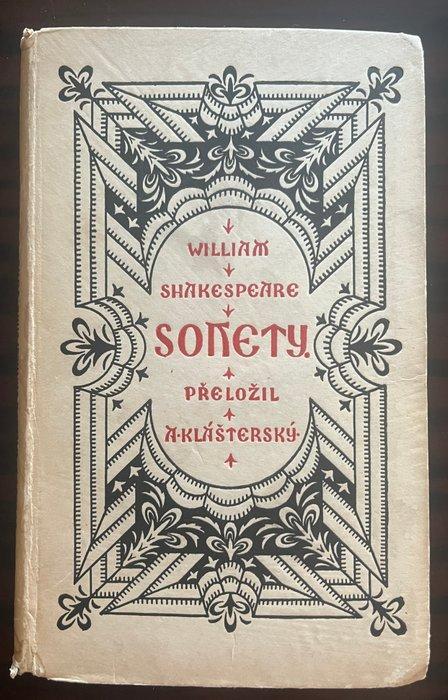 WILLIAM
SHAKESPEARE
SONETY.
PŘELOŽIL
A·KLÁŠTERSKÝ·